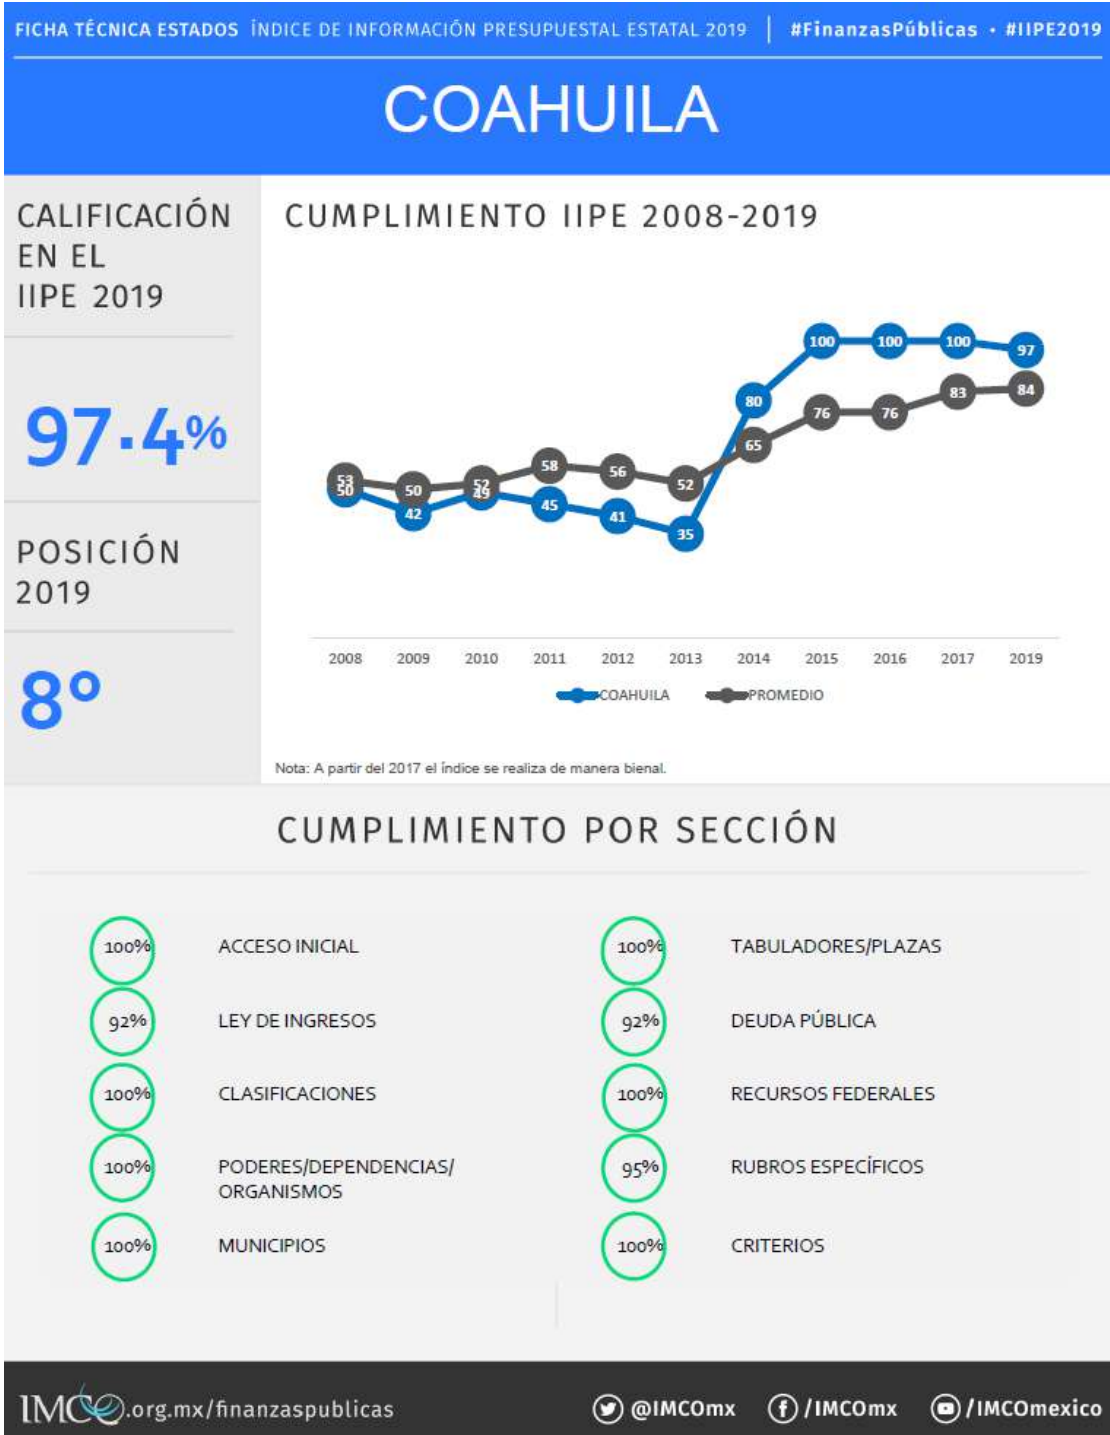 FICHA TÉCNICA ESTADOS ÍNDICE DE INFORMACIÓN PRESUPUESTAL ESTATAL 2019 | #FinanzasPúblicas • #IIPE2019
COAHUILA
CALIFICACIÓN
EN EL
IIPE 2019
97.4%
POSICIÓN
2019
8º
CUMPLIMIENTO IIPE 2008-2019
100 100 100 97
80 76 76 83 84
65
53 50 52 58 56 52
50 42 49 45 41 35
2008 2009 2010 2011 2012 2013 2014 2015 2016 2017 2019
COAHUILA PROMEDIO
Nota: A partir del 2017 el índice se realiza de manera bienal.
CUMPLIMIENTO POR SECCIÓN
100% ACCESO INICIAL
92% LEY DE INGRESOS
100% CLASIFICACIONES
100% PODERES/DEPENDENCIAS/
ORGANISMOS
100% MUNICIPIOS
100% TABULADORES/PLAZAS
92% DEUDA PÚBLICA
100% RECURSOS FEDERALES
95% RUBROS ESPECÍFICOS
100% CRITERIOS
IMCO.org.mx/finanzaspublicas @IMCOmx /IMCOmx /IMCOmexico